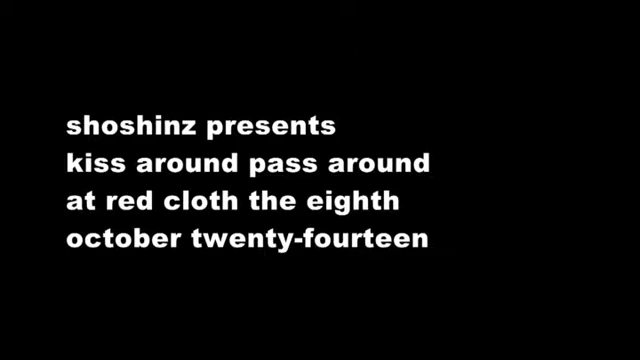 shoshinz presents
kiss around pass around
at red cloth the eighth
october twenty-fourteen